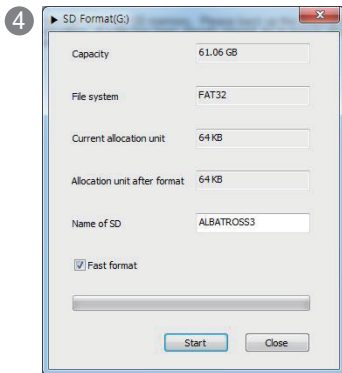 4
SD Format(G:)
Capacity 61.06 GB
File system FAT32
Current allocation unit 64 KB
Allocation unit after format 64 KB
Name of SD ALBATROSS3
Fast format
Start Close